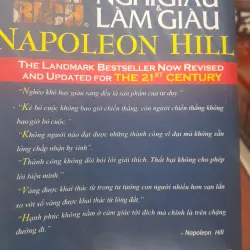 NGHĨ GIÀU
LÀM GIÀU
NAPOLEON HILL
THE LANDMARK BESTSELLER NOW REVISED
AND UPDATED FOR THE 21ST CENTURY
"Nghèo khó hay giàu sang đều là sản phẩm của tư duy."
"Kẻ bỏ cuộc không bao giờ chiến thắng, còn người chiến thắng không
bao giờ bỏ cuộc."
"Không người nào đạt được những thành công vĩ đại mà không sẵn
lòng chấp nhận hy sinh".
"Thành công không đòi hỏi lời giải thích. Thất bại không cho phép
lời biện minh."
"Vàng được khai thác từ trong tư tưởng con người nhiều hơn vạn lần
so với số vàng được khai thác từ lòng đất."
"Hạnh phúc không nằm ở cảm giác tới đích mà chính là trên chặng
đường đi."
- Napoleon Hill